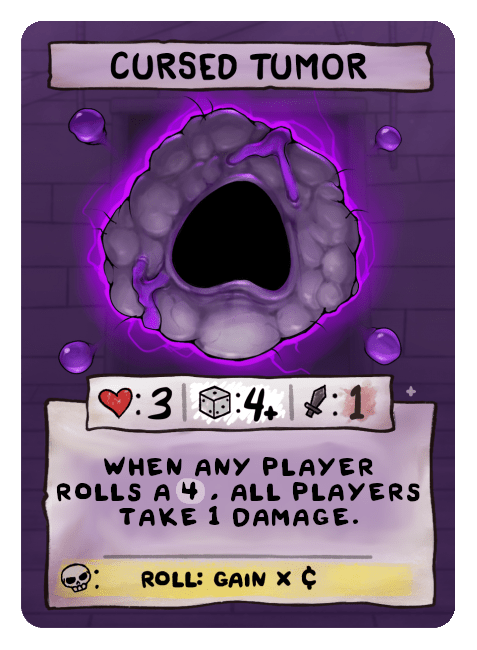 CURSED TUMOR
:3 :4+ :1
WHEN ANY PLAYER
ROLLS A 4 . ALL PLAYERS
TAKE 1 DAMAGE.
: ROLL: GAIN X ¢